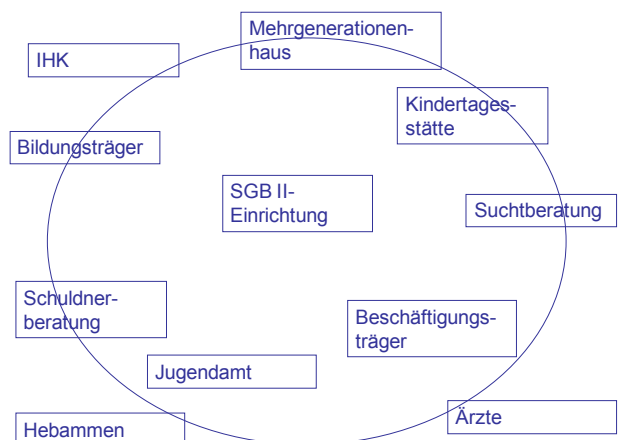 Mehrgenerationen-
haus
IHK
Kindertages-
stätte
Bildungsträger
SGB II-
Einrichtung
Suchtberatung
Schuldner-
beratung
Beschäftigungs-
träger
Jugendamt
Ärzte
Hebammen